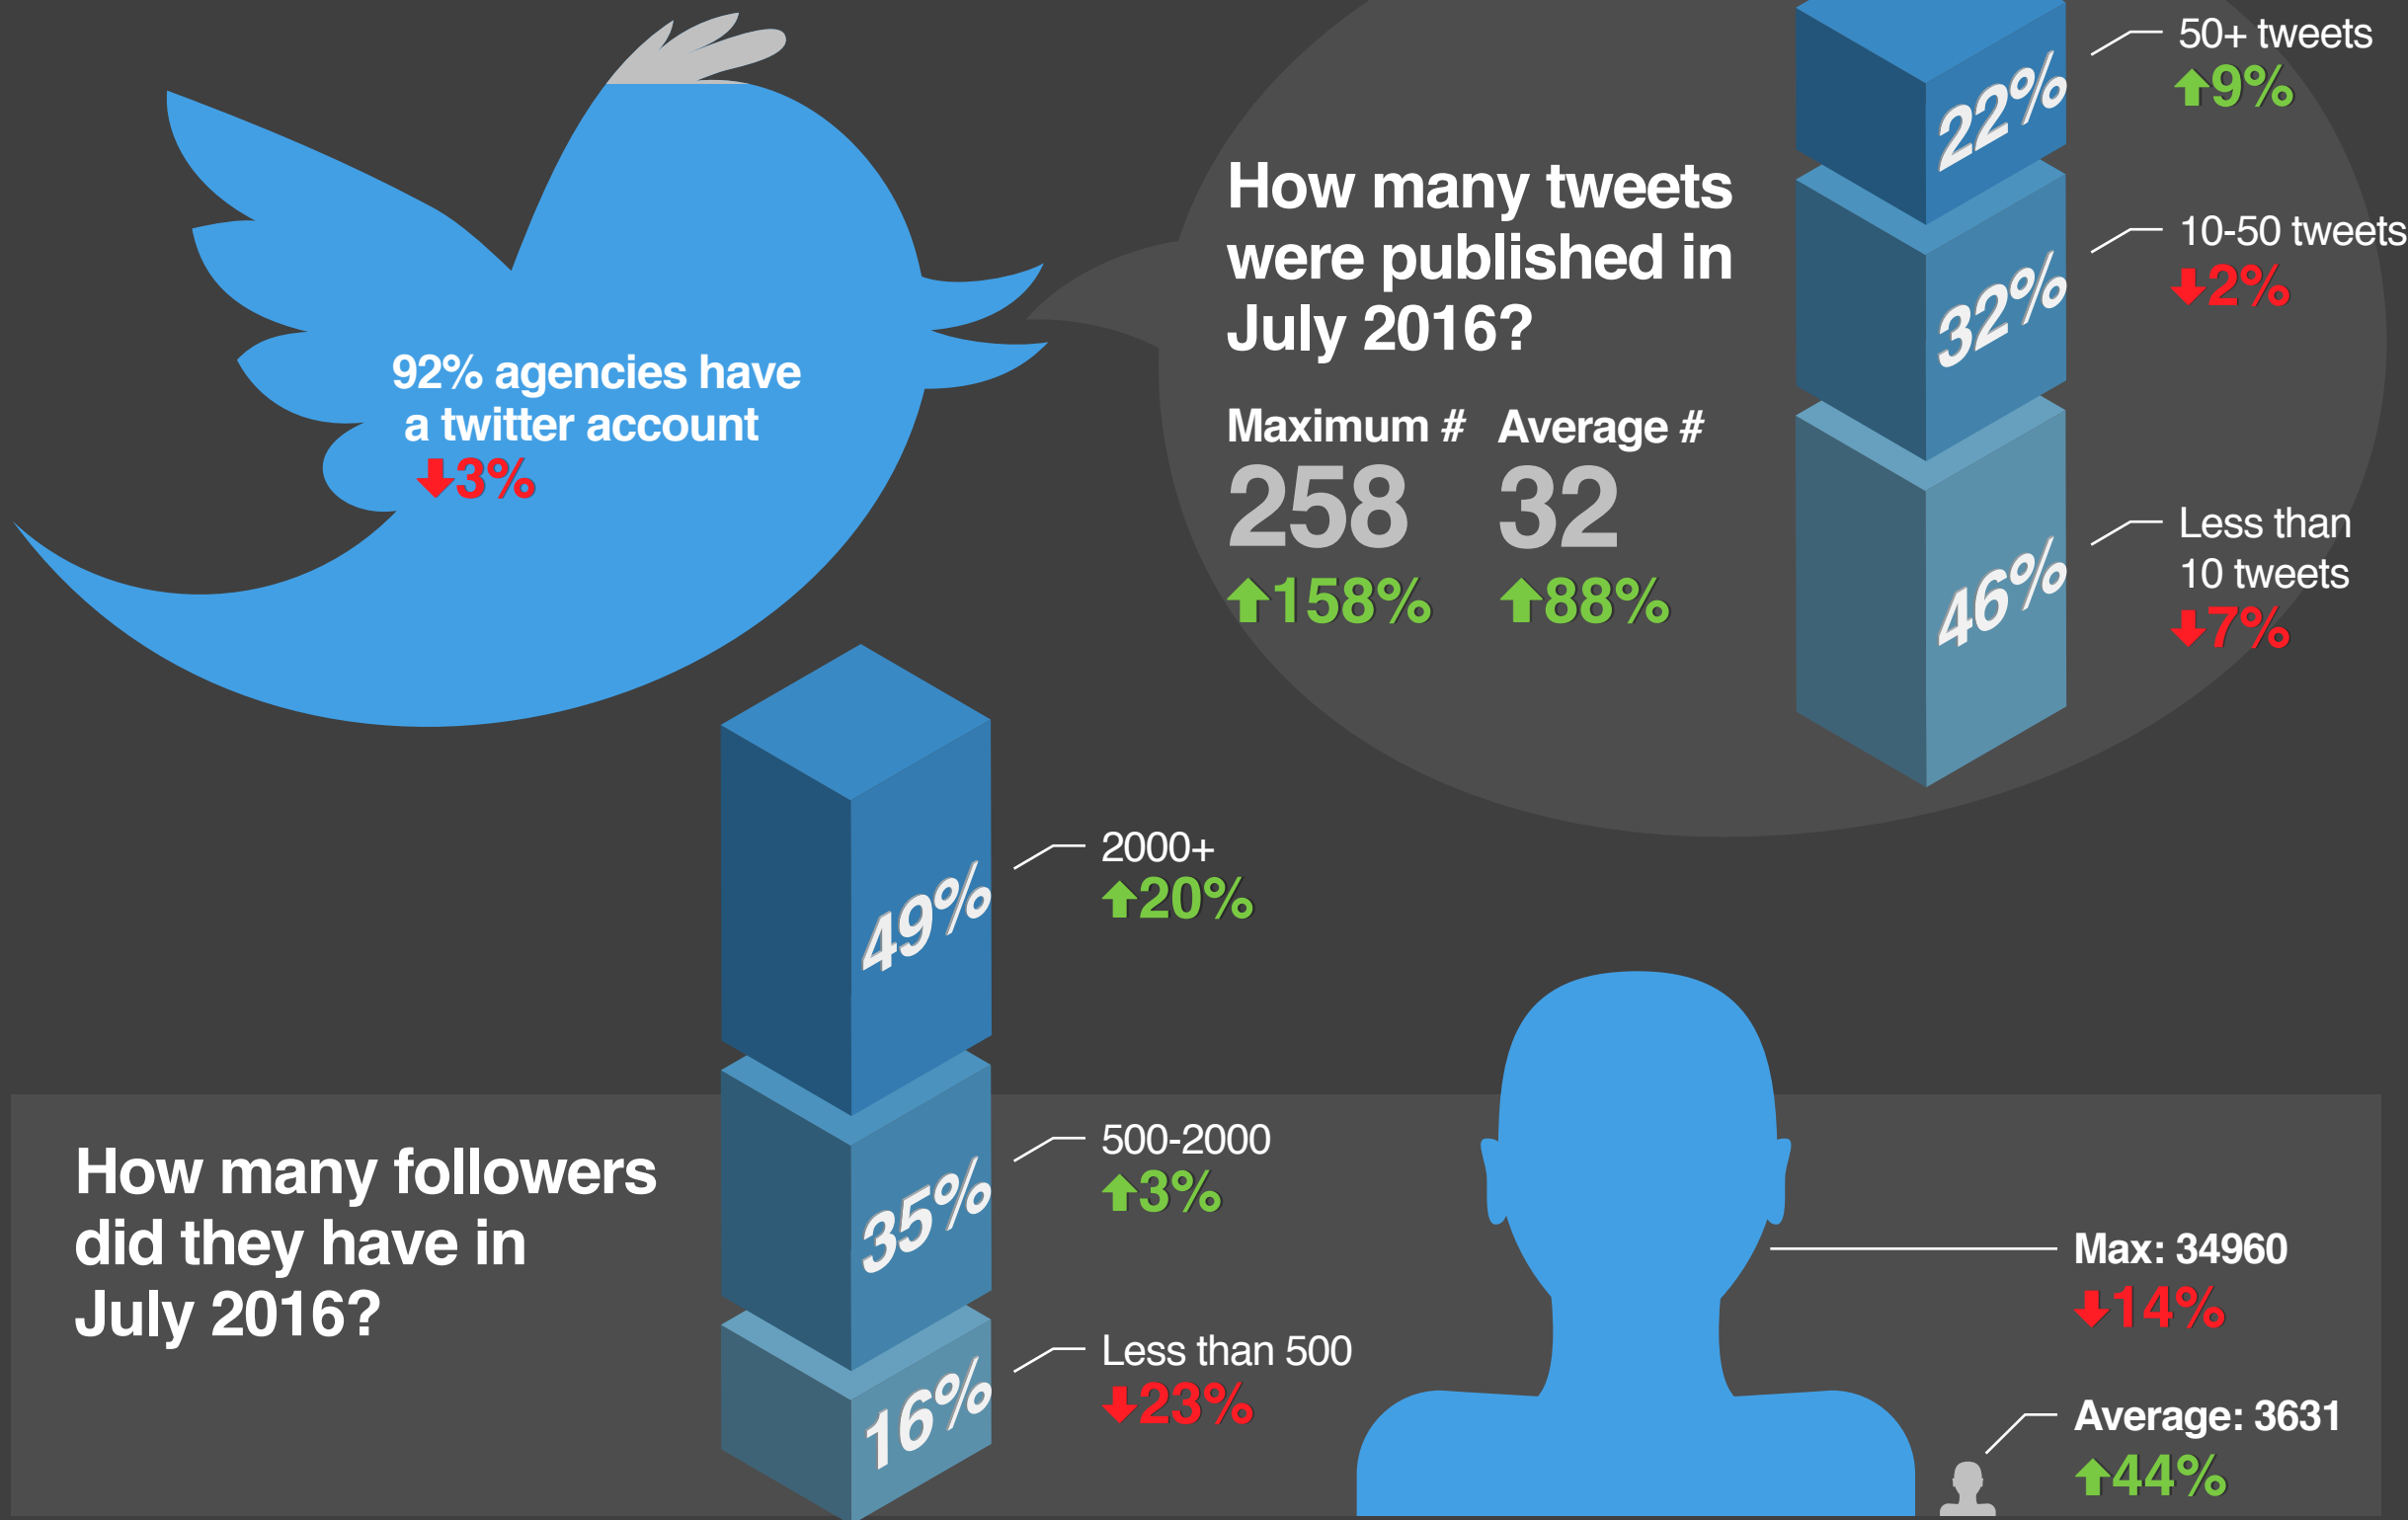 92% agencies have
a twitter account
3%
How many tweets
were published in
July 2016?
Maximum #
258
158%
Average #
32
88%
22%
50+ tweets
9%
32%
10-50 tweets
2%
46%
Less than
10 tweets
7%
How many followers
did they have in
July 2016?
49%
2000+
20%
35%
500-2000
3%
16%
Less than 500
23%
Max: 34960
14%
Average: 3631
44%